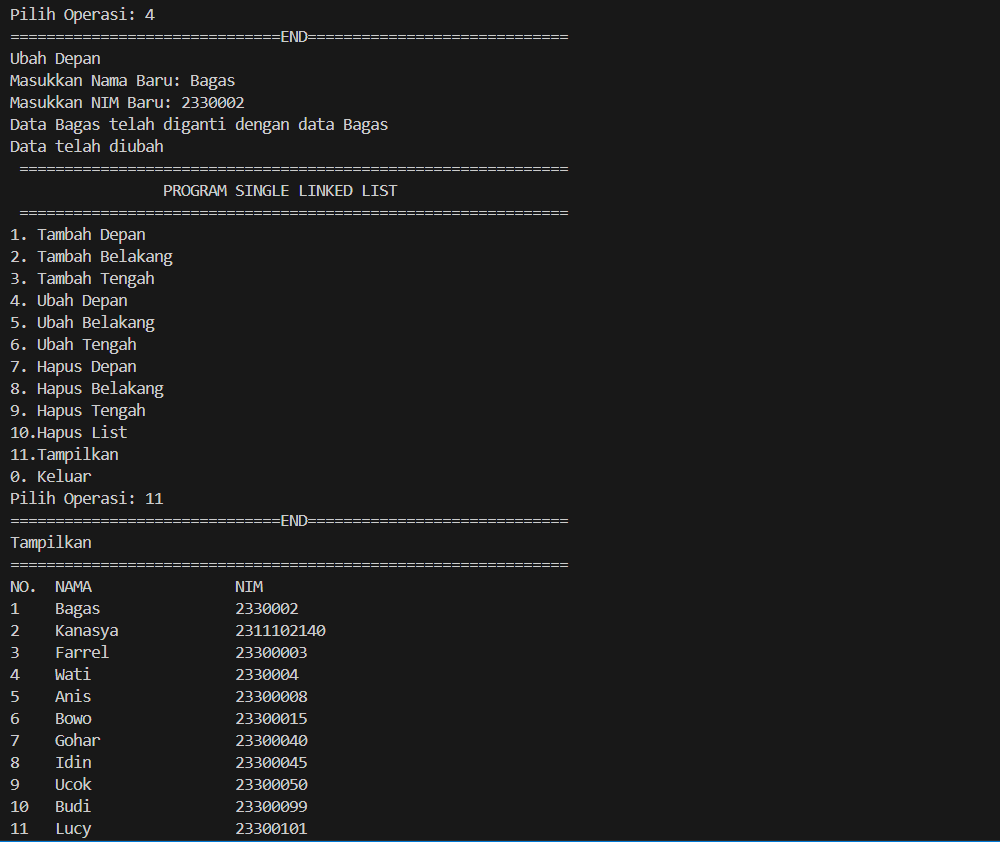 Pilih Operasi: 4
==============================END=============================
Ubah Depan
Masukkan Nama Baru: Bagas
Masukkan NIM Baru: 2330002
Data Bagas telah diganti dengan data Bagas
Data telah diubah
=============================================================
PROGRAM SINGLE LINKED LIST
=============================================================
1. Tambah Depan
2. Tambah Belakang
3. Tambah Tengah
4. Ubah Depan
5. Ubah Belakang
6. Ubah Tengah
7. Hapus Depan
8. Hapus Belakang
9. Hapus Tengah
10.Hapus List
11.Tampilkan
0. Keluar
Pilih Operasi: 11
==============================END=============================
Tampilkan
==============================================================
NO. NAMA NIM
1 Bagas 2330002
2 Kanasya 2311102140
3 Farrel 23300003
4 Wati 2330004
5 Anis 23300008
6 Bowo 23300015
7 Gohar 23300040
8 Idin 23300045
9 Ucok 23300050
10 Budi 23300099
11 Lucy 23300101